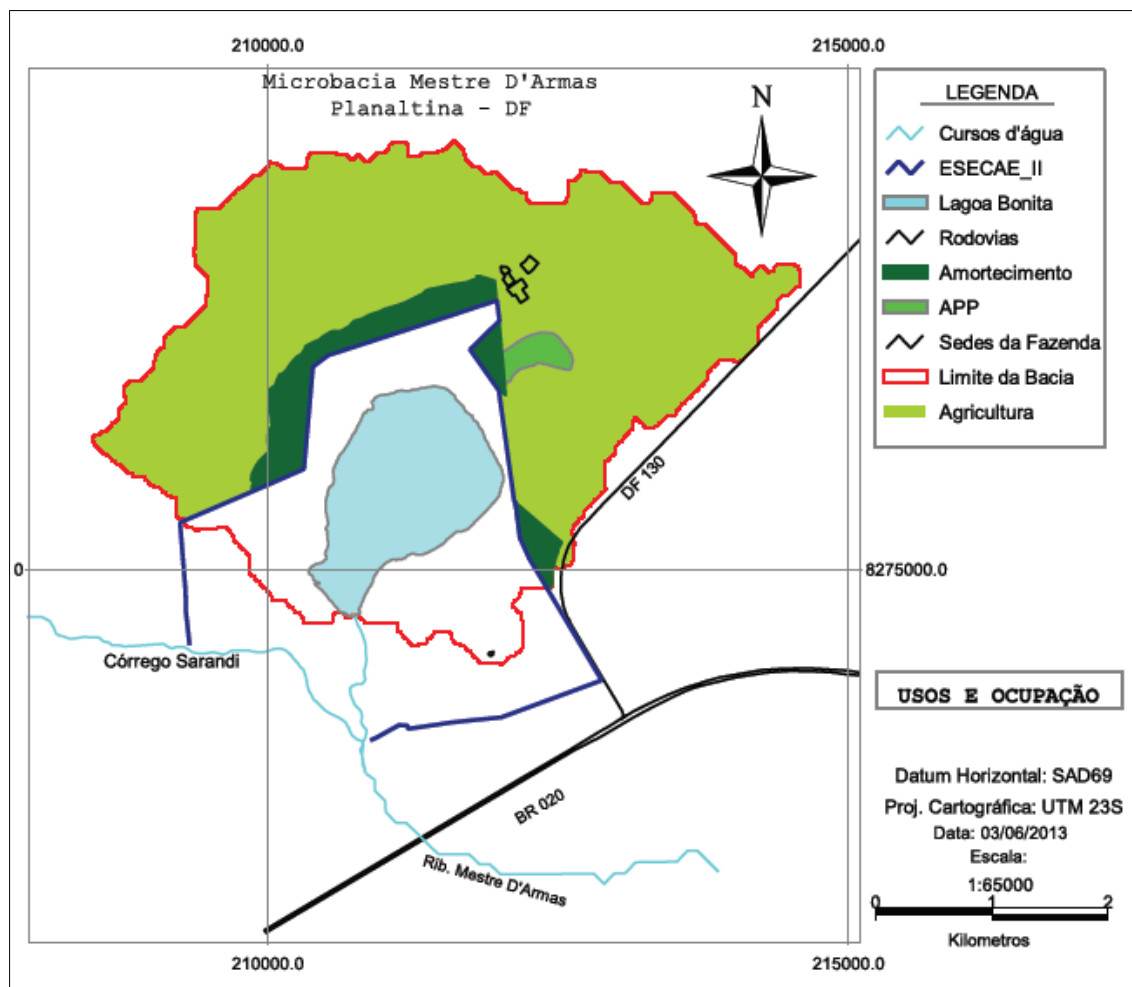 210000.0
215000.0
Microbacia Mestre D'Armas
Planaltina - DF
N
LEGENDA
Cursos d'água
ESECAE_II
Lagoa Bonita
Rodovias
Amortecimento
APP
Sedes da Fazenda
Limite da Bacia
Agricultura
DF 130
0
8275000.0
Córrego Sarandi
BR 020
Rib. Mestre D'Armas
USOS E OCUPAÇÃO
Datum Horizontal: SAD69
Proj. Cartográfica: UTM 23S
Data: 03/06/2013
Escala:
1:65000
0 1 2
Kilometros
210000.0
215000.0